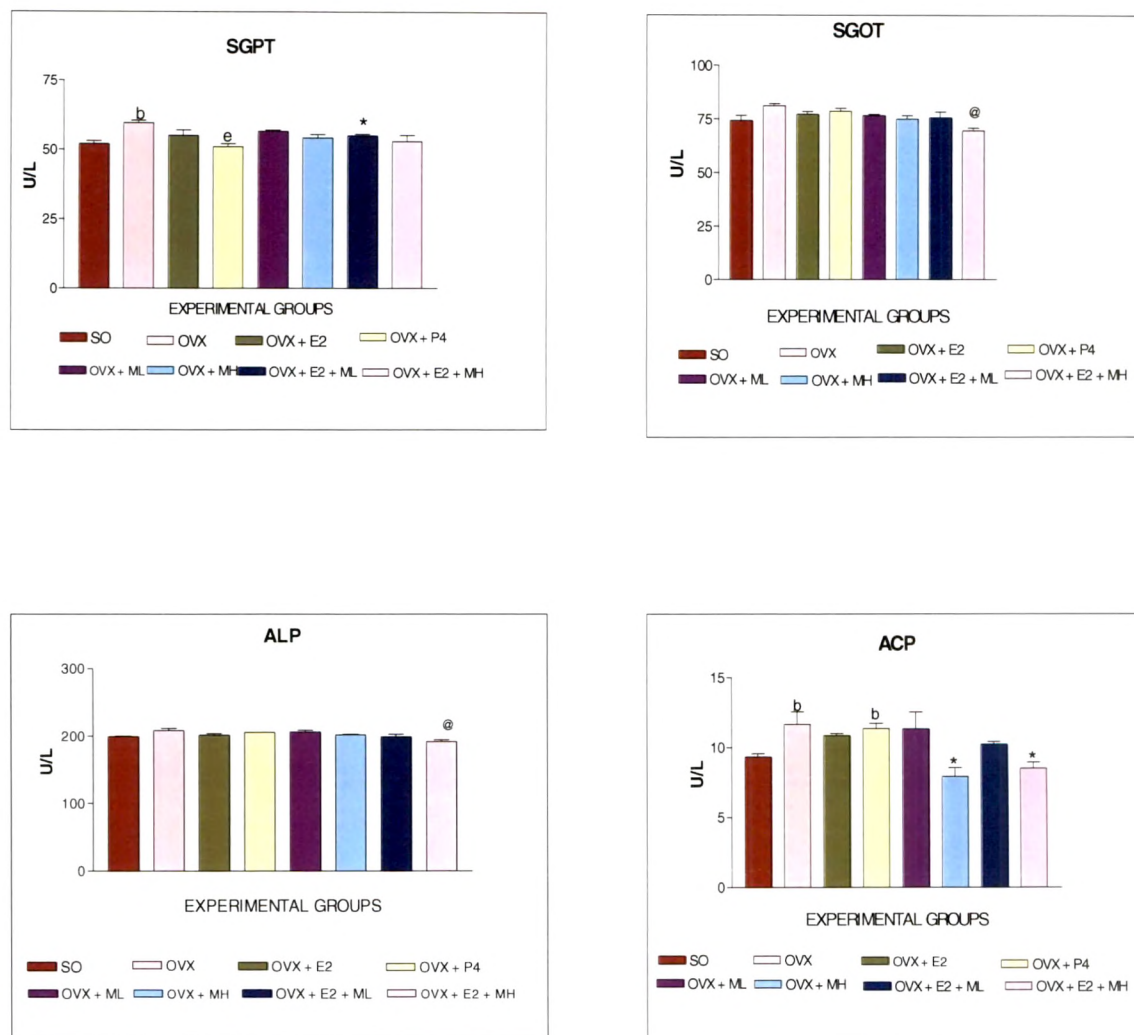 SGPT
75
50
25
0
U/L
b
e
*
EXPERIMENTAL GROUPS
SO OVX OVX + E2 OVX + P4
OVX + ML OVX + MH OVX + E2 + ML OVX + E2 + MH
SGOT
100
75
50
25
0
U/L
@
EXPERIMENTAL GROUPS
SO OVX OVX + E2 OVX + P4
OVX + ML OVX + MH OVX + E2 + ML OVX + E2 + MH
ALP
300
200
100
0
U/L
@
EXPERIMENTAL GROUPS
SO OVX OVX + E2 OVX + P4
OVX + ML OVX + MH OVX + E2 + ML OVX + E2 + MH
ACP
15
10
5
0
U/L
b
b
*
*
EXPERIMENTAL GROUPS
SO OVX OVX + E2 OVX + P4
OVX + ML OVX + MH OVX + E2 + ML OVX + E2 + MH